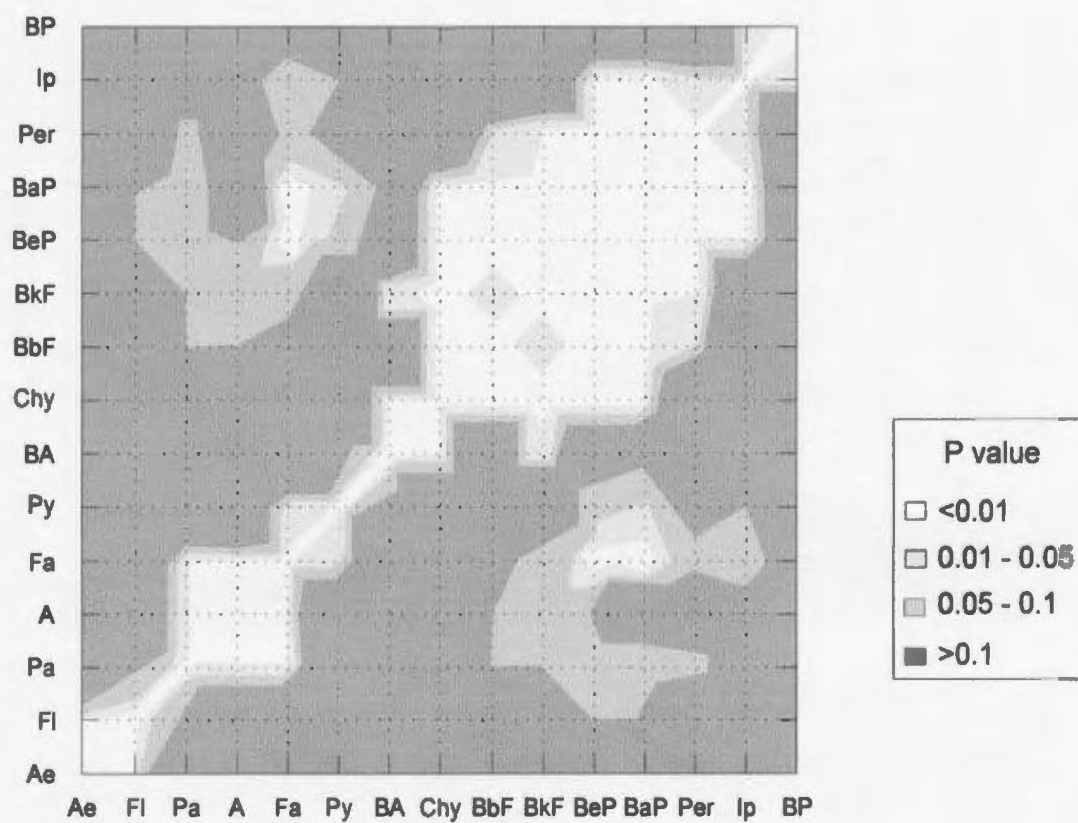 BP
Ip
Per
BaP
BeP
BkF
BbF
Chy
BA
Py
Fa
A
Pa
Fl
Ae
Ae Fl Pa A Fa Py BA Chy BbF BkF BeP BaP Per Ip BP
P value
<0.01
0.01 - 0.05
0.05 - 0.1
>0.1